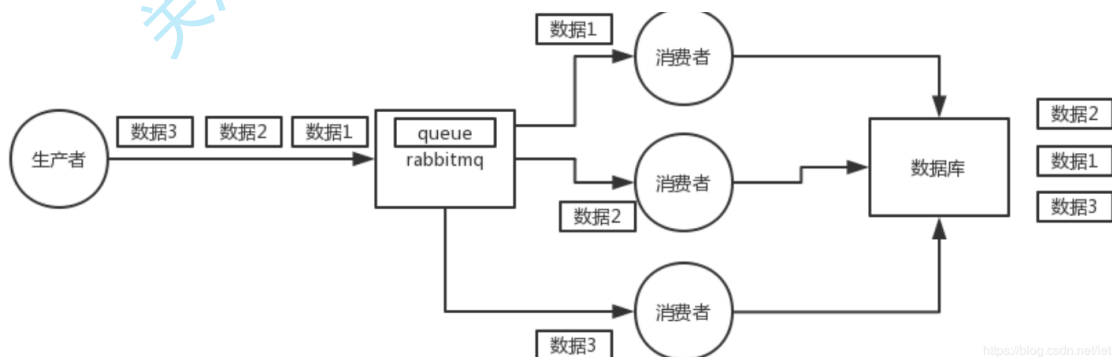 关
数据1
消费者
数据3 数据2 数据1
生产者
queue
rabbitmq
消费者
数据2
数据库
数据2
数据1
数据3
消费者
数据3
https://blog.csdn.net/let